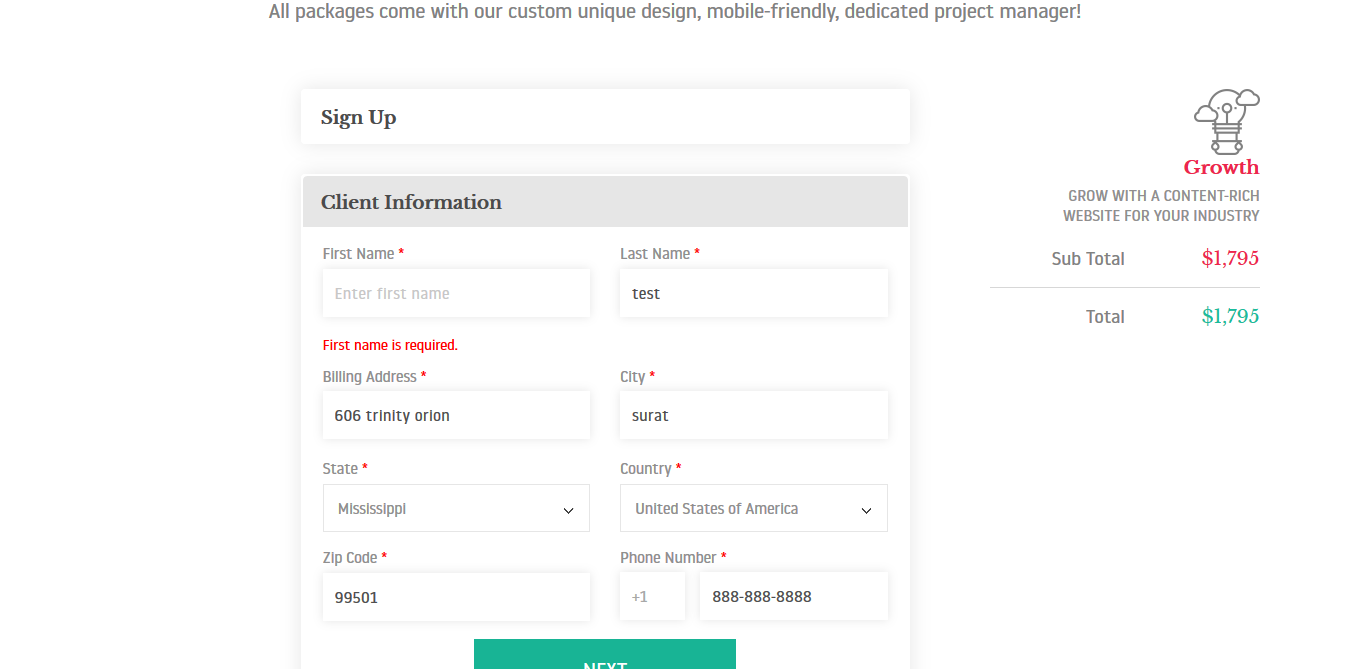 All packages come with our custom unique design, mobile-friendly, dedicated project manager!
Sign Up
Growth
GROW WITH A CONTENT-RICH
WEBSITE FOR YOUR INDUSTRY
Sub Total $1,795
Total $1,795
Client Information
First Name * Last Name *
Enter first name test
First name is required.
Billing Address * City *
606 trinity orion surat
State * Country *
Mississippi United States of America
Zip Code * Phone Number *
99501 +1 888-888-8888
NEXT